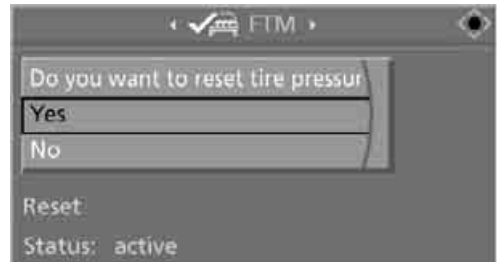 FTM
Do you want to reset tire pressur
Yes
No
Reset
Status: active